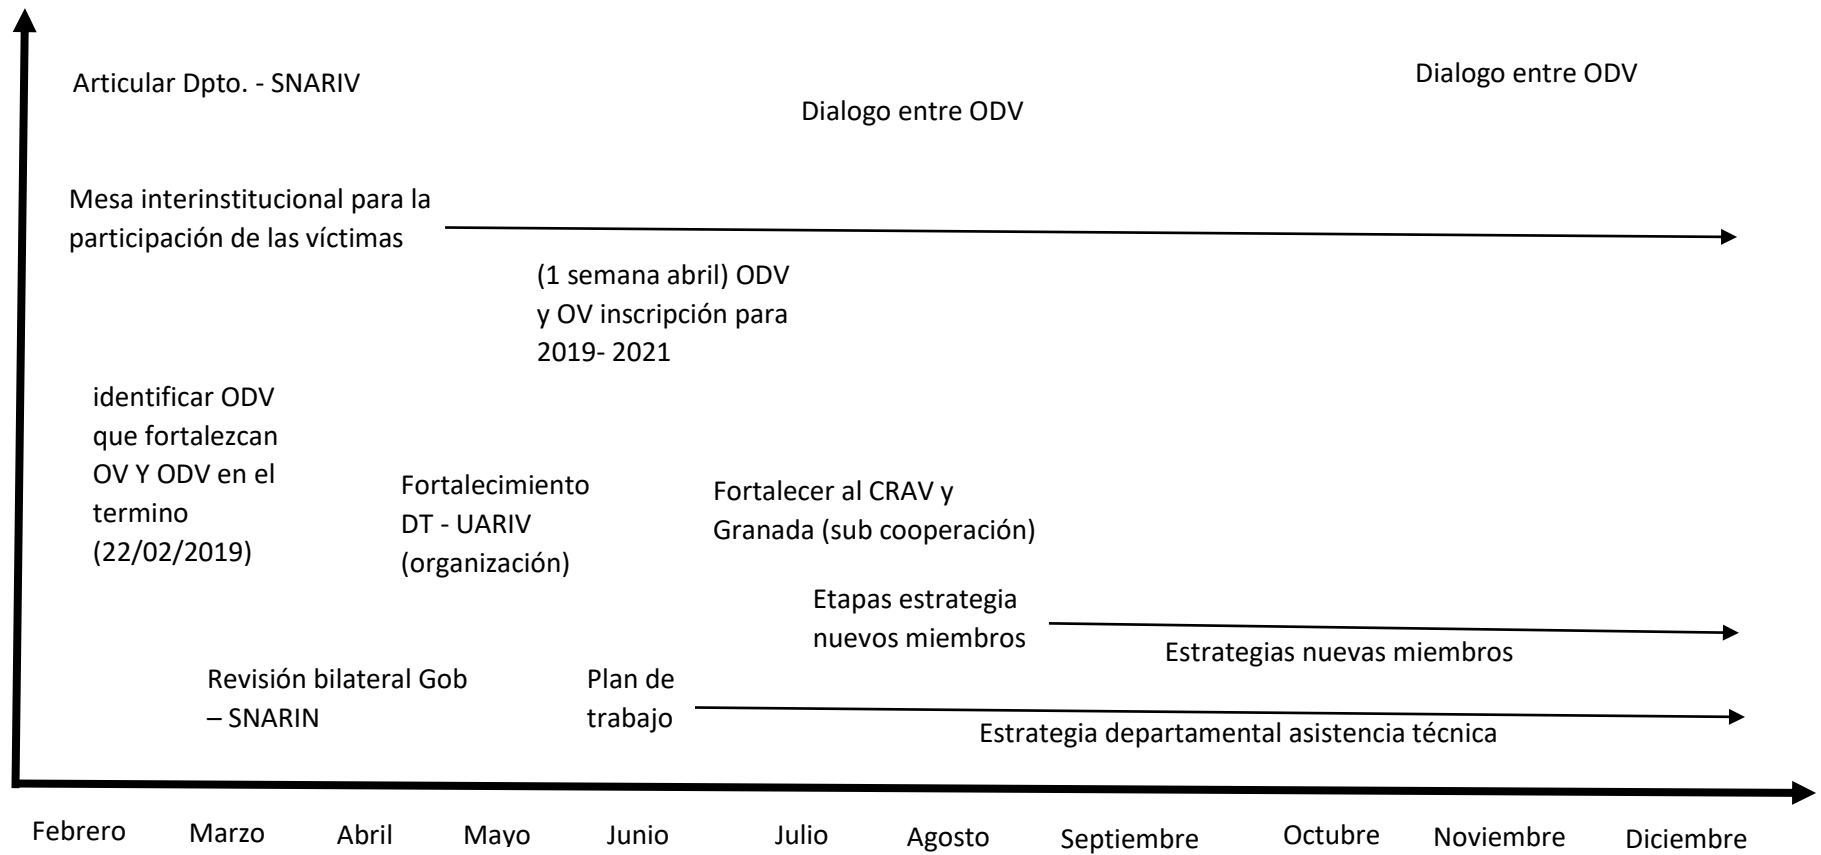 Articular Dpto. - SNARIV
Dialogo entre ODV
Dialogo entre ODV
Mesa interinstitucional para la
participación de las víctimas
(1 semana abril) ODV
y OV inscripción para
2019- 2021
identificar ODV
que fortalezcan
OV Y ODV en el
termino
(22/02/2019)
Fortalecimiento
DT - UARIV
(organización)
Fortalecer al CRAV y
Granada (sub cooperación)
Etapas estrategia
nuevos miembros
Estrategias nuevas miembros
Revisión bilateral Gob
– SNARIN
Plan de
trabajo
Estrategia departamental asistencia técnica
Febrero
Marzo
Abril
Mayo
Junio
Julio
Agosto
Septiembre
Octubre
Noviembre
Diciembre